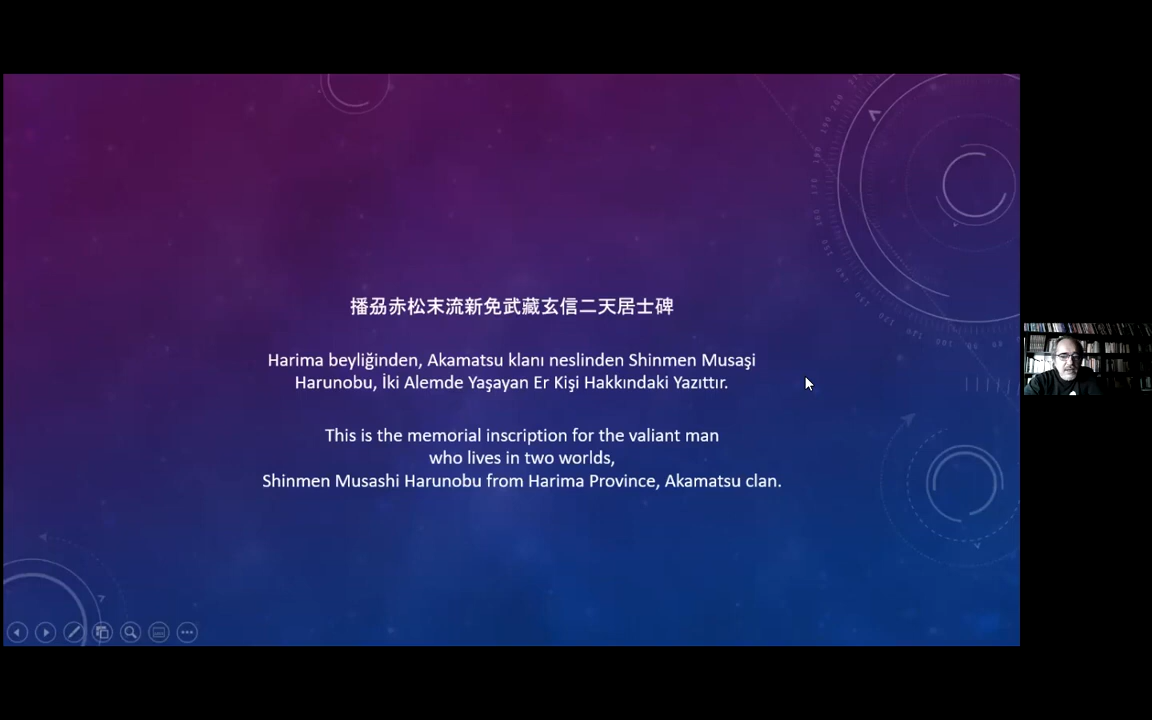 播刕赤松末流新免武藏玄信二天居士碑
Harima beyliğinden, Akamatsu klanı neslinden Shinmen Musaşi
Harunobu, İki Alemde Yaşayan Er Kişi Hakkındaki Yazıttır.
This is the memorial inscription for the valiant man
who lives in two worlds,
Shinmen Musashi Harunobu from Harima Province, Akamatsu clan.